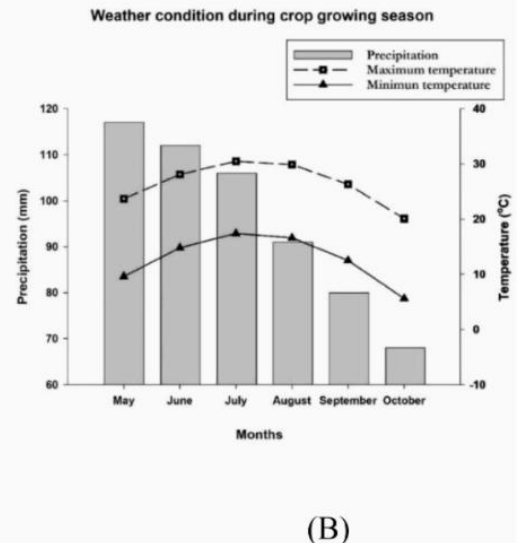 Weather condition during crop growing season
Precipitation
Maximum temperature
Minimun temperature
120
110
100
90
80
70
60
Precipitation (mm)
40
30
20
10
0
-10
Temperature (°C)
May June July August September October
Months
(B)